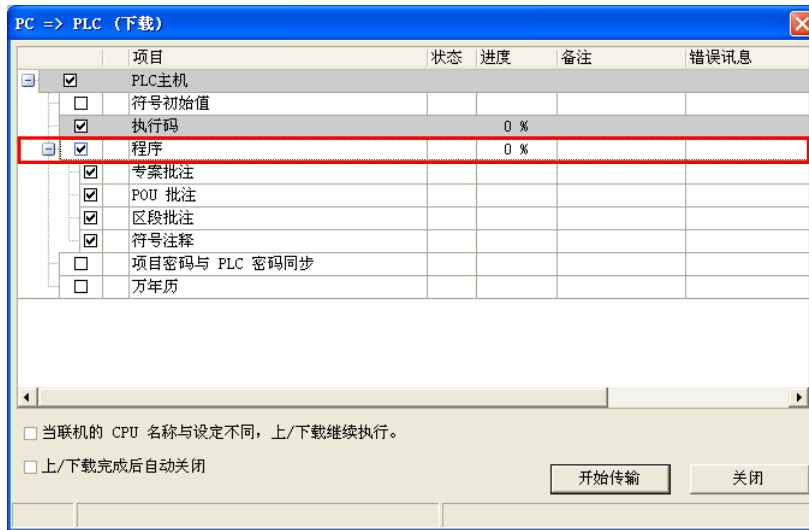 PC => PLC (下载)
项目 状态 进度 备注 错误讯息
PLC主机
符号初始值
执行码 0 %
程序 0 %
专案批注
POU 批注
区段批注
符号注释
项目密码与 PLC 密码同步
万年历
当联机的 CPU 名称与设定不同，上/下载继续执行。
上/下载完成后自动关闭
开始传输 关闭